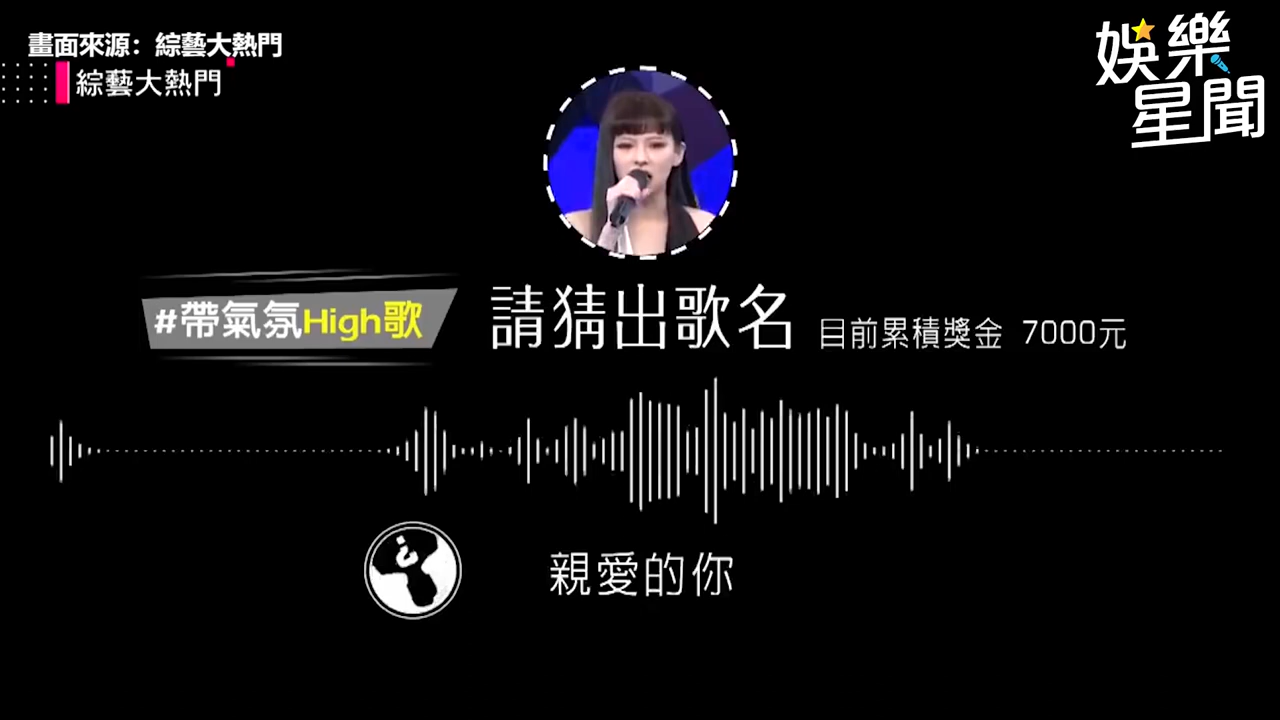 畫面來源：綜藝大熱門
綜藝大熱門
娛樂
星聞
#帶氣氛High歌
請猜出歌名 目前累積獎金 7000元
親愛的你